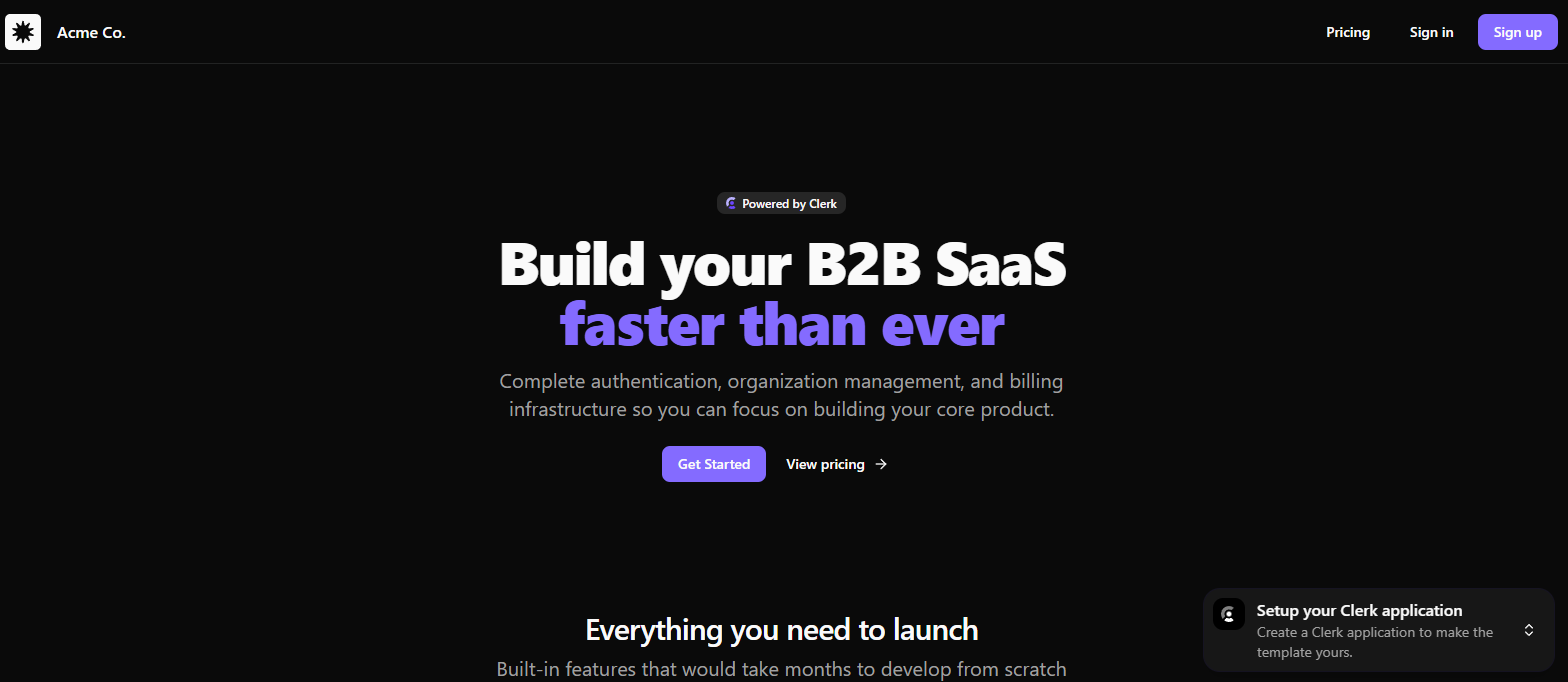 Acme Co.
Pricing
Sign in
Sign up
Powered by Clerk
Build your B2B SaaS
faster than ever
Complete authentication, organization management, and billing
infrastructure so you can focus on building your core product.
Get Started
View pricing →
Everything you need to launch
Built-in features that would take months to develop from scratch
Setup your Clerk application
Create a Clerk application to make the
template yours.